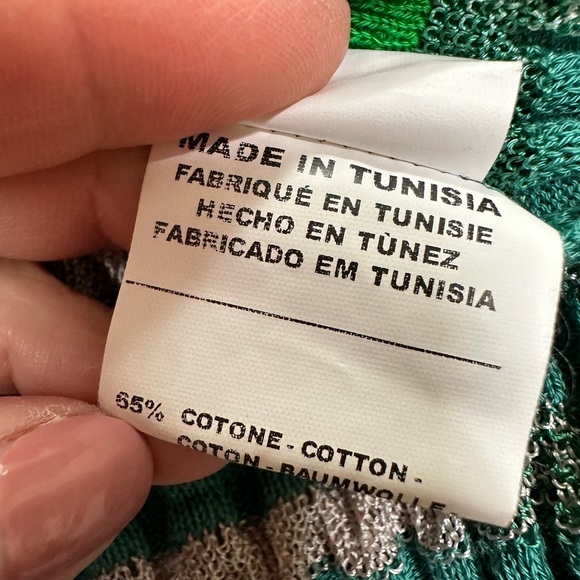 MADE IN TUNISIA
FABRIQUÉ EN TUNISIE
HECHO EN TÙNEZ
FABRICADO EM TUNISIA
65% COTONE - COTTON -
COTON - BAUMWOLLE -